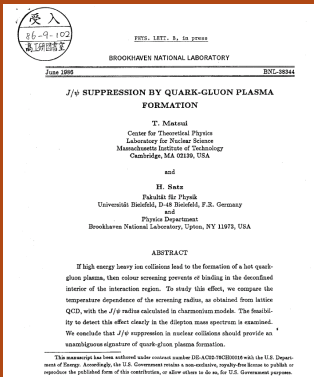 受入
86-9-102
高工研図書室
PHYS. LETT. B, in press
BROOKHAVEN NATIONAL LABORATORY
June 1986 BNL-38344
J/ψ SUPPRESSION BY QUARK-GLUON PLASMA
FORMATION
T. Matsui
Center for Theoretical Physics
Laboratory for Nuclear Science
Massachusetts Institute of Technology
Cambridge, MA 02139, USA
and
H. Satz
Fakultät für Physik
Universität Bielefeld, D-48 Bielefeld, F.R. Germany
and
Physics Department
Brookhaven National Laboratory, Upton, NY 11973, USA
ABSTRACT
If high energy heavy ion collisions lead to the formation of a hot quark-
gluon plasma, then colour screening prevents cc̄ binding in the deconfined
interior of the interaction region. To study this effect, we compare the
temperature dependence of the screening radius, as obtained from lattice
QCD, with the J/ψ radius calculated in charmonium models. The feasibil-
ity to detect this effect clearly in the dilepton mass spectrum is examined.
We conclude that J/ψ suppression in nuclear collisions should provide an
unambiguous signature of quark-gluon plasma formation.
This manuscript has been authored under contract number DE-AC02-76CH00016 with the U.S. Depart-
ment of Energy. Accordingly, the U.S. Government retains a non-exclusive, royalty-free license to publish or
reproduce the published form of this contribution, or allow others to do so, for U.S. Government purposes.